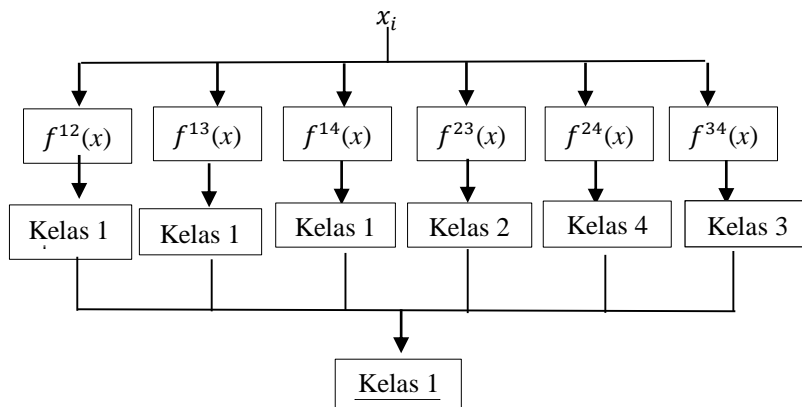 x_i
f^{12}(x) f^{13}(x) f^{14}(x) f^{23}(x) f^{24}(x) f^{34}(x)
Kelas 1 Kelas 1 Kelas 1 Kelas 2 Kelas 4 Kelas 3
Kelas 1